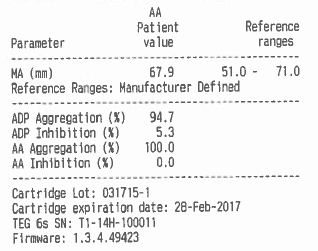 AA
Patient Reference
Parameter value ranges
MA (mm) 67.9 51.0 - 71.0
Reference Ranges: Manufacturer Defined
ADP Aggregation (%) 94.7
ADP Inhibition (%) 5.3
AA Aggregation (%) 100.0
AA Inhibition (%) 0.0
Cartridge Lot: 031715-1
Cartridge expiration date: 28-Feb-2017
TEG 6s SN: T1-14H-100011
Firmware: 1.3.4.49423